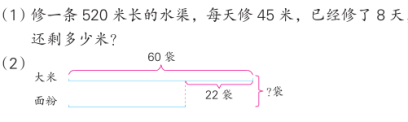 (1) 修一条 520 米长的水渠，每天修 45 米，已经修了 8 天
还剩多少米？
(2)
60 袋
大米
22 袋
?袋
面粉